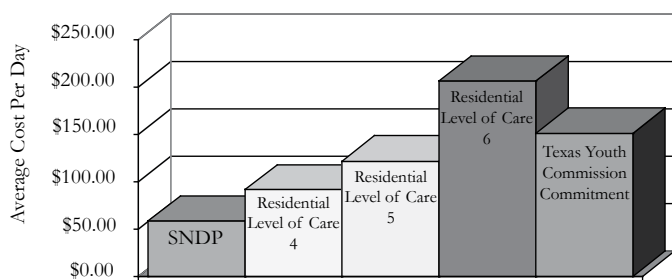 Average Cost Per Day
$250.00
$200.00
$150.00
$100.00
$50.00
$0.00
SNDP
Residential
Level of Care
4
Residential
Level of Care
5
Residential
Level of Care
6
Texas Youth
Commission
Commitment